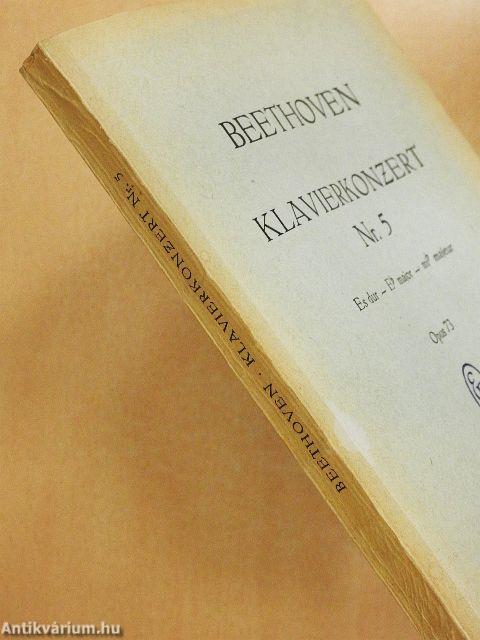 BEETHOVEN
KLAVIERKONZERT
Nr. 5
Es dur — E♭ major — mi♭ majeur
Opus 73
BEETHOVEN · KLAVIERKONZERT Nr. 5
Antikvárium.hu